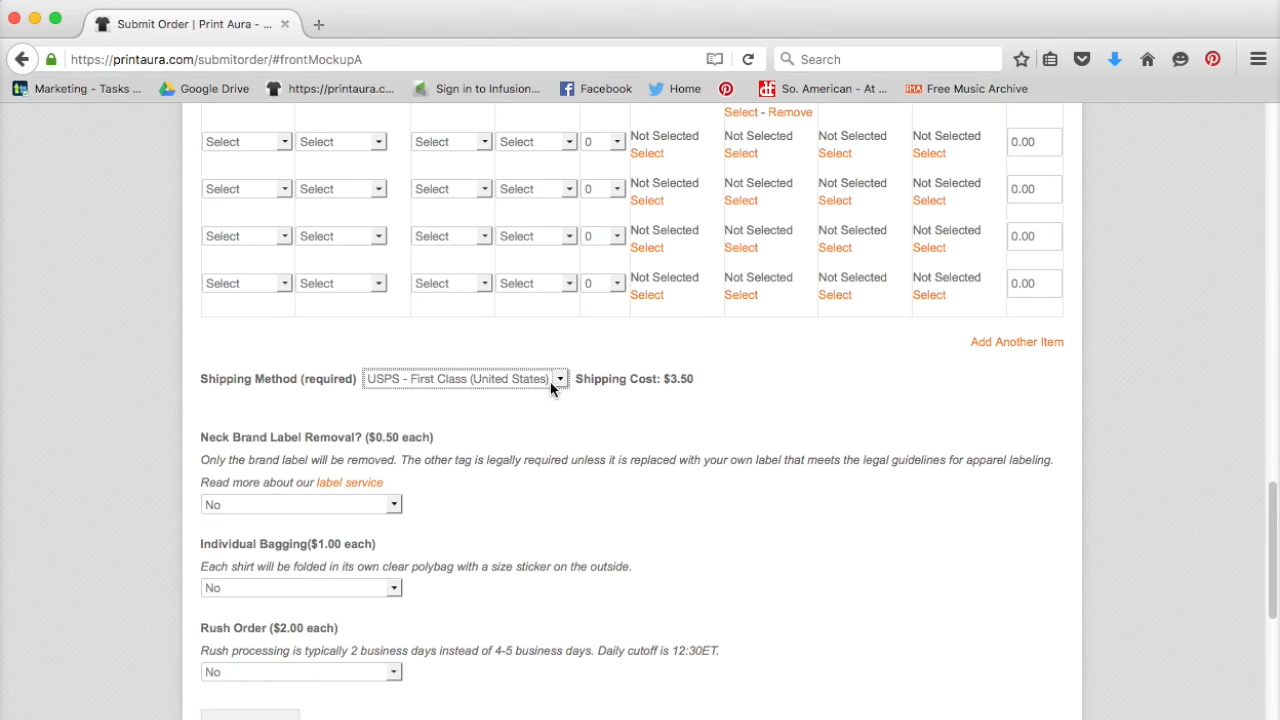 Submit Order | Print Aura - ...
https://printaura.com/submitorder/#frontMockupA
Search
Marketing - Tasks ...
Google Drive
https://printaura.c...
Sign in to Infusion...
Facebook
Home
So. American - At ...
Free Music Archive
Select - Remove
Select Select Select Select 0 Not Selected Not Selected Not Selected Not Selected 0.00
Select Select Select Select
Select Select Select Select 0 Not Selected Not Selected Not Selected Not Selected 0.00
Select Select Select Select
Select Select Select Select 0 Not Selected Not Selected Not Selected Not Selected 0.00
Select Select Select Select
Select Select Select Select 0 Not Selected Not Selected Not Selected Not Selected 0.00
Select Select Select Select
Add Another Item
Shipping Method (required) USPS - First Class (United States) Shipping Cost: $3.50
Neck Brand Label Removal? ($0.50 each)
Only the brand label will be removed. The other tag is legally required unless it is replaced with your own label that meets the legal guidelines for apparel labeling.
Read more about our label service
No
Individual Bagging($1.00 each)
Each shirt will be folded in its own clear polybag with a size sticker on the outside.
No
Rush Order ($2.00 each)
Rush processing is typically 2 business days instead of 4-5 business days. Daily cutoff is 12:30ET.
No